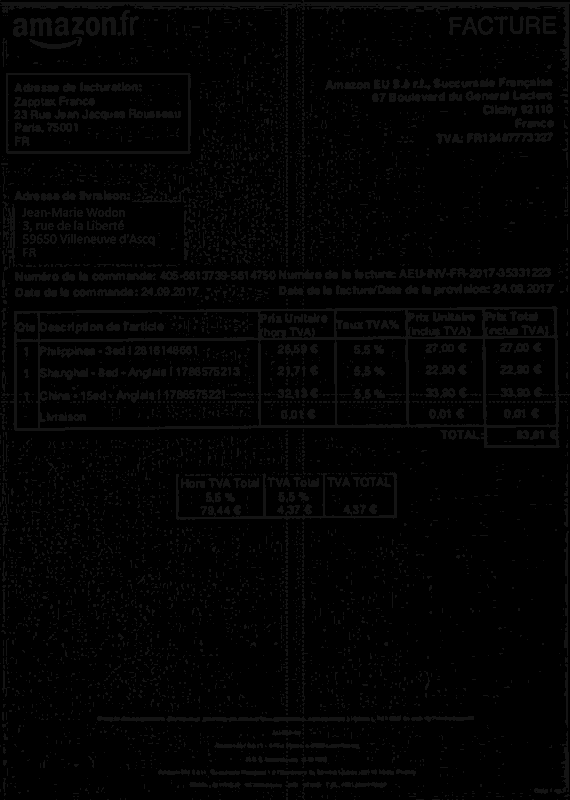 amazon.fr
FACTURE
Adresse de facturation:
Zapptax France
23 Rue Jean Jacques Rousseau
Paris, 75001
FR
Amazon EU S.à r.l., Succursale Française
67 Boulevard du General Leclerc
Clichy 92110
France
TVA: FR12487773327
Adresse de livraison:
Jean-Marie Wodon
3, rue de la Liberté
59650 Villeneuve d'Ascq
FR
Numéro de la commande: 405-6613739-5814750 Numéro de la facture: AEU-INV-FR-2017-35331223
Date de la commande: 24.09.2017 Date de la facture/Date de la provision: 24.09.2017
Qté Description de l'article Prix Unitaire (hors TVA) Taux TVA% Prix Unitaire (inclus TVA) Prix Total (inclus TVA)
1 Philippines - 3ed | 2816146661 25,59 € 5,5 % 27,00 € 27,00 €
1 Shanghai - 8ed - Anglais | 1786575213 21,71 € 5,5 % 22,90 € 22,90 €
1 China - 15ed - Anglais | 1786575221 32,13 € 5,5 % 33,90 € 33,90 €
Livraison 0.01 € 0.01 € 0.01 €
TOTAL: 83,81 €
Hors TVA Total TVA Total TVA TOTAL
5,5 % 5,5 %
79,44 € 4,37 € 4,37 €